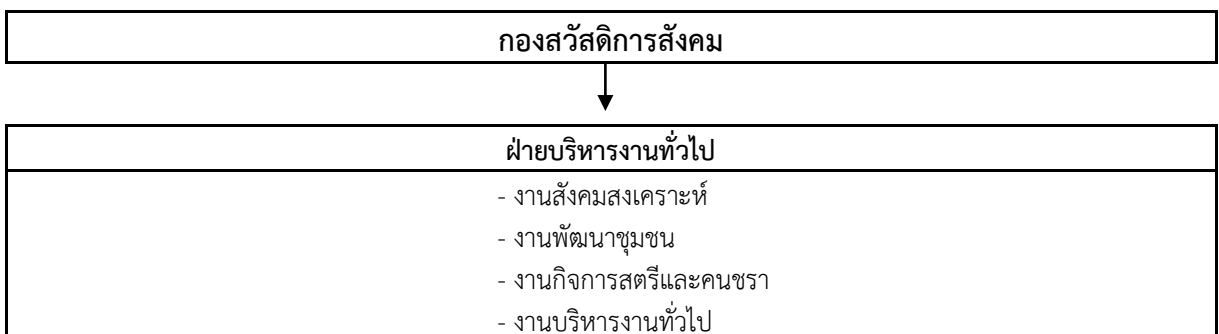 กองสวัสดิการสังคม
ฝ่ายบริหารงานทั่วไป
- งานสังคมสงเคราะห์
- งานพัฒนาชุมชน
- งานกิจการสตรีและคนชรา
- งานบริหารงานทั่วไป